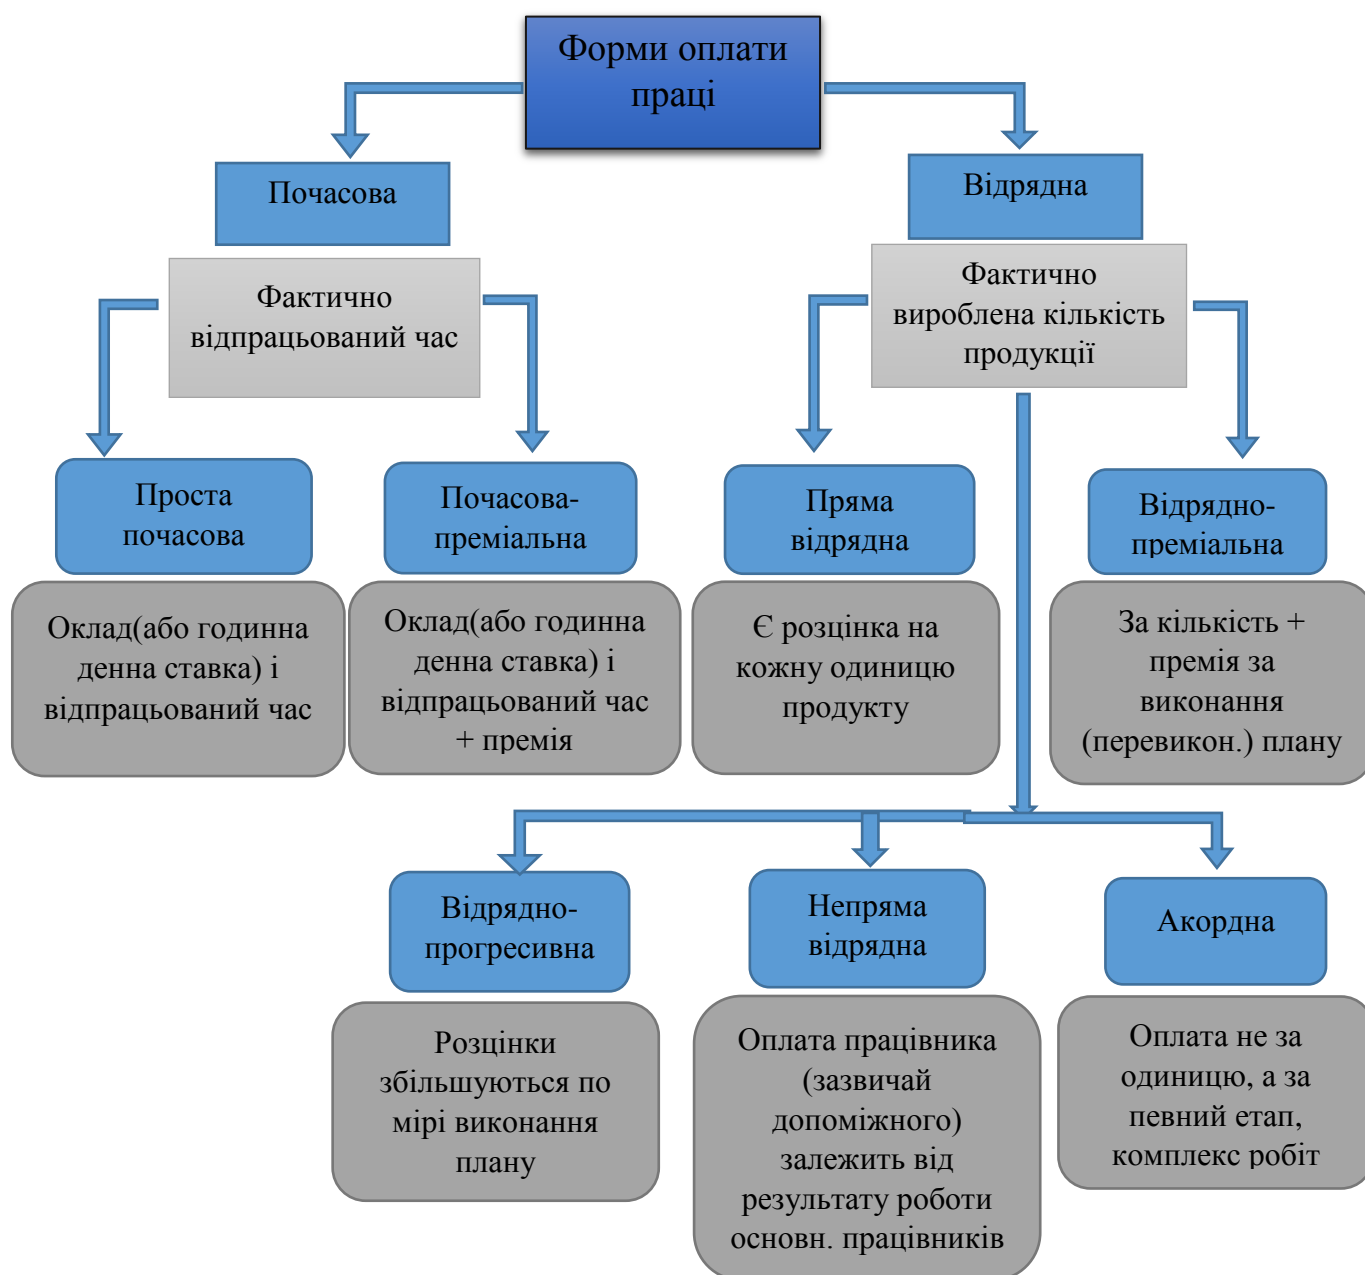 Форми оплати
праці
Почасова
Відрядна
Фактично
відпрацьований час
Фактично
вироблена кількість
продукції
Проста
почасова
Почасова-
преміальна
Пряма
відрядна
Відрядно-
преміальна
Оклад(або годинна
денна ставка) і
відпрацьований час
Оклад(або годинна
денна ставка) і
відпрацьований час
+ премія
Є розцінка на
кожну одиницю
продукту
За кількість +
премія за
виконання
(перевикон.) плану
Відрядно-
прогресивна
Непряма
відрядна
Акордна
Розцінки
збільшуються по
мірі виконання
плану
Оплата працівника
(зазвичай
допоміжного)
залежить від
результату роботи
основн. працівників
Оплата не за
одиницю, а за
певний етап,
комплекс робіт